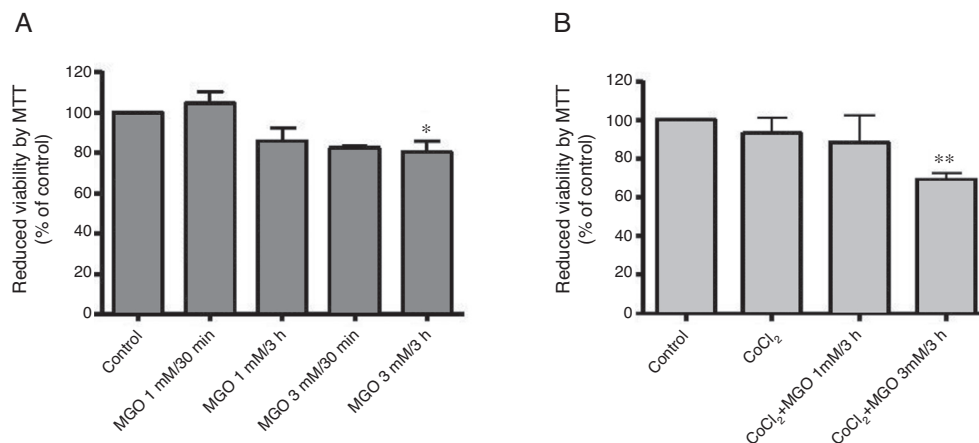 A
Reduced viability by MTT
(% of control)
120
100
80
60
40
20
0
*
Control
MGO 1 mM/30 min
MGO 1 mM/3 h
MGO 3 mM/30 min
MGO 3 mM/3 h
B
Reduced viability by MTT
(% of control)
120
100
80
60
40
20
0
**
Control
CoCl₂
CoCl₂+MGO 1mM/3 h
CoCl₂+MGO 3mM/3 h